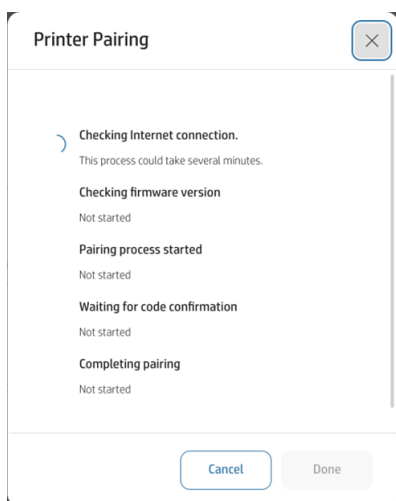 Printer Pairing
Checking Internet connection.
This process could take several minutes.
Checking firmware version
Not started
Pairing process started
Not started
Waiting for code confirmation
Not started
Completing pairing
Not started
Cancel Done